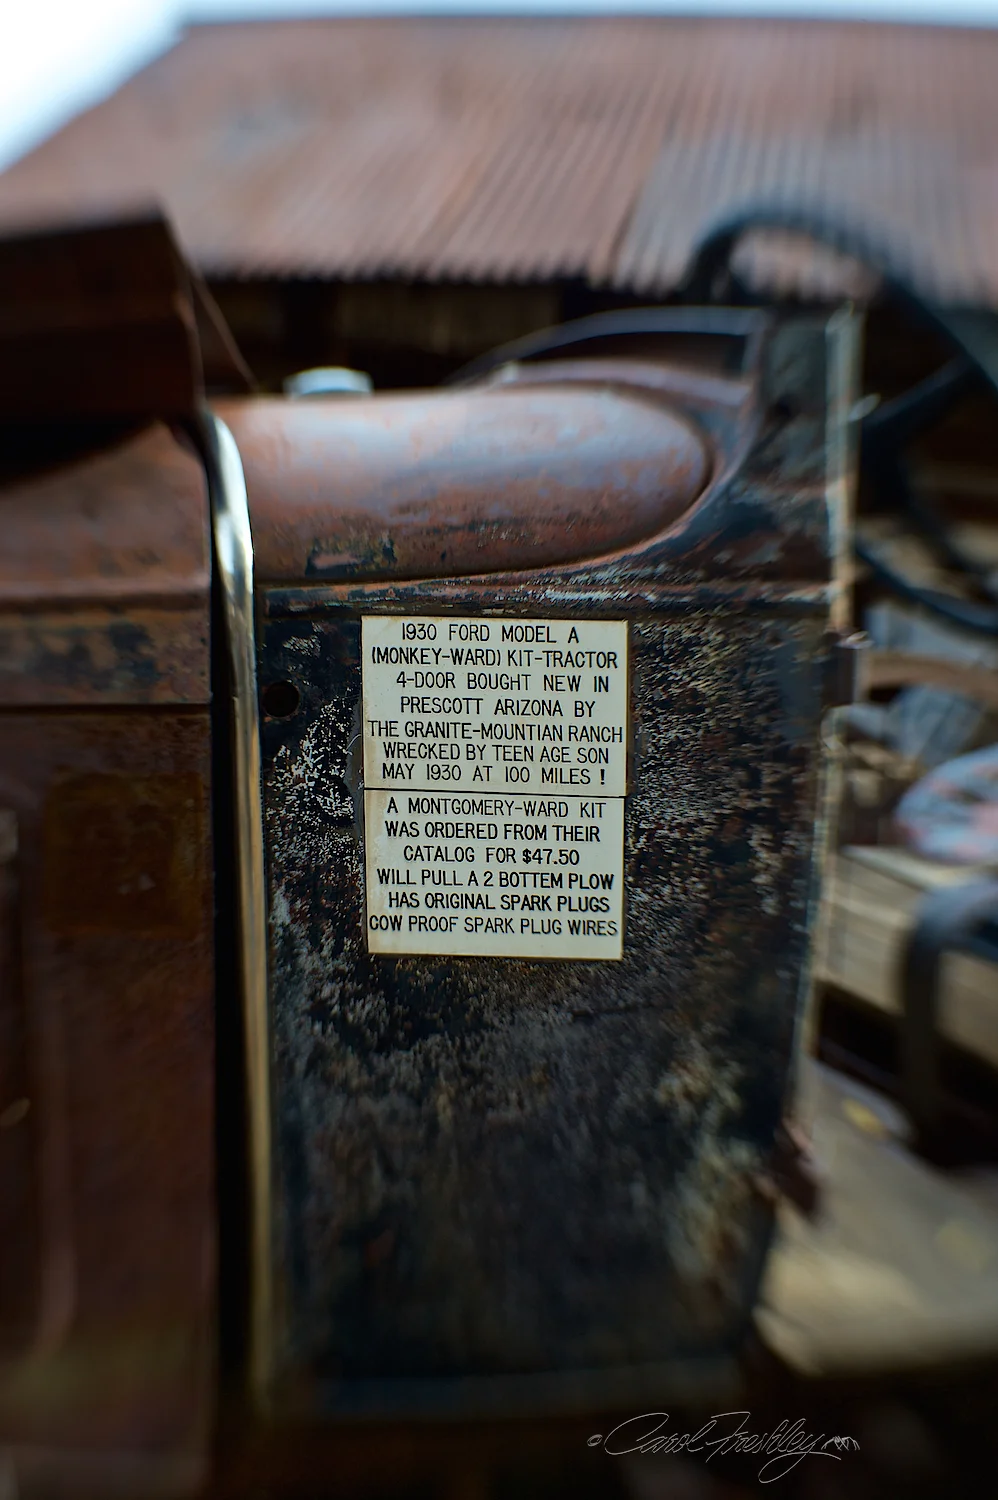 1930 FORD MODEL A
(MONKEY-WARD) KIT-TRACTOR
4-DOOR BOUGHT NEW IN
PRESCOTT ARIZONA BY
THE GRANITE-MOUNTIAN RANCH
WRECKED BY TEEN AGE SON
MAY 1930 AT 100 MILES !
A MONTGOMERY-WARD KIT
WAS ORDERED FROM THEIR
CATALOG FOR $47.50
WILL PULL A 2 BOTTEM PLOW
HAS ORIGINAL SPARK PLUGS
COW PROOF SPARK PLUG WIRES
© Carol Freshley